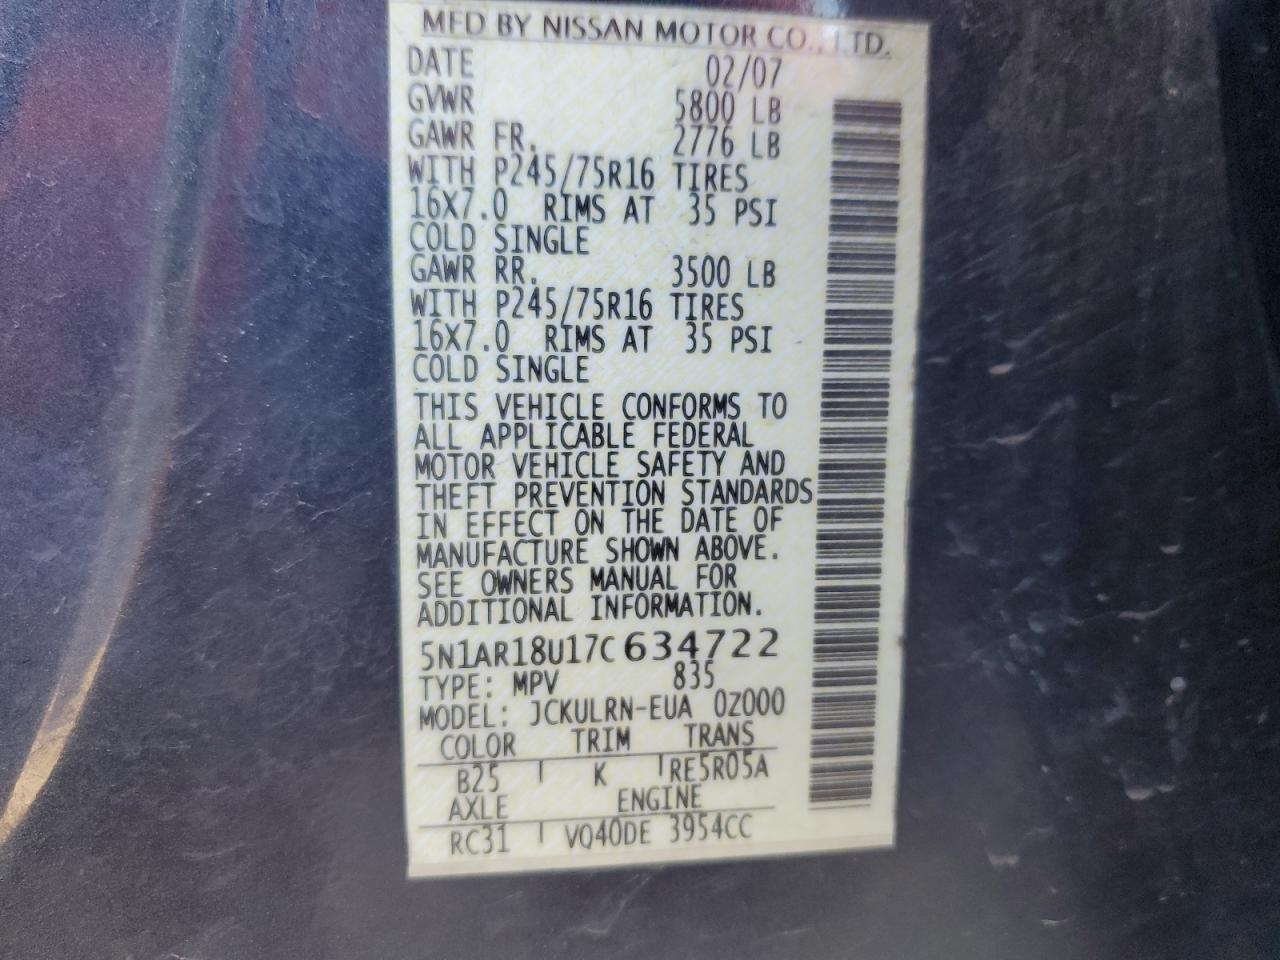 MFD BY NISSAN MOTOR CO., LTD.
DATE 02/07
GVWR 5800 LB
GAWR FR. 2776 LB
WITH P245/75R16 TIRES
16X7.0 RIMS AT 35 PSI
COLD SINGLE
GAWR RR. 3500 LB
WITH P245/75R16 TIRES
16X7.0 RIMS AT 35 PSI
COLD SINGLE
THIS VEHICLE CONFORMS TO
ALL APPLICABLE FEDERAL
MOTOR VEHICLE SAFETY AND
THEFT PREVENTION STANDARDS
IN EFFECT ON THE DATE OF
MANUFACTURE SHOWN ABOVE.
SEE OWNERS MANUAL FOR
ADDITIONAL INFORMATION.
5N1AR18U17C634722
TYPE: MPV 835
MODEL: JCKULRN-EUA 0Z000
COLOR TRIM TRANS
B25 K RE5R05A
AXLE ENGINE
RC31 VQ40DE 3954CC